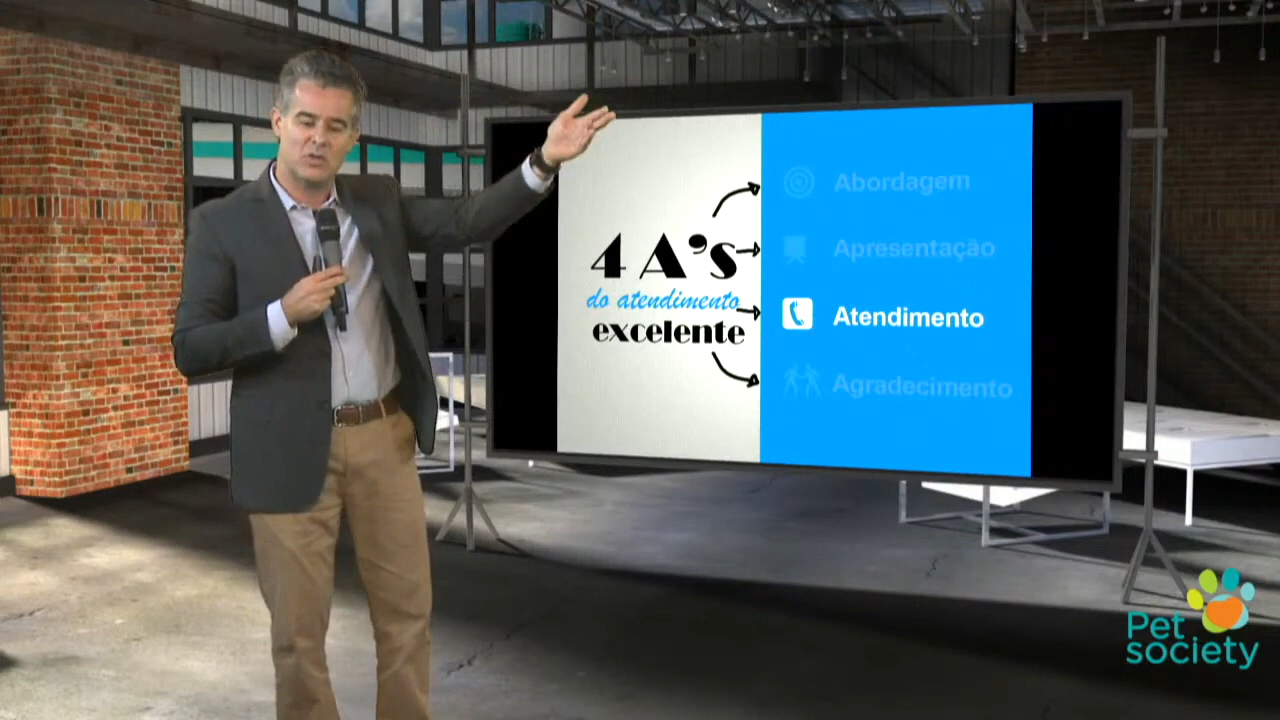 4 A's
do atendimento
excelente
Abordagem
Apresentação
Atendimento
Agradecimento
Pet
society